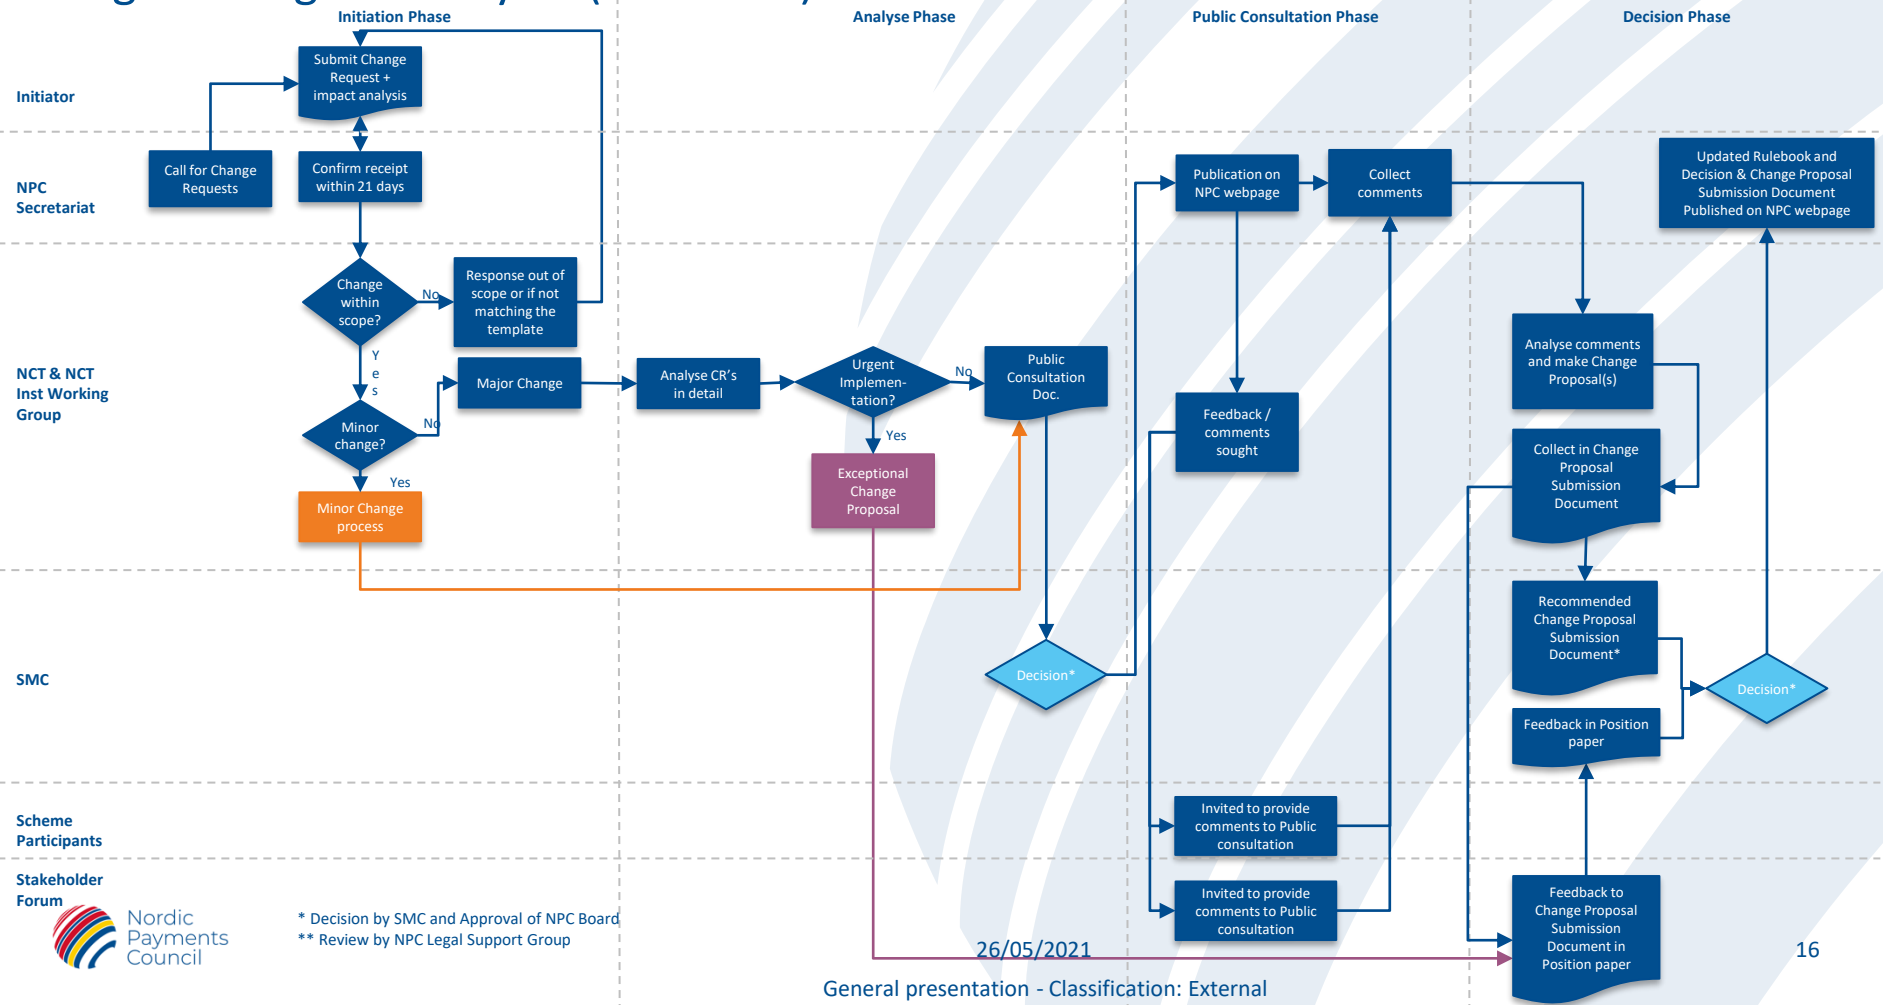 Initiation Phase
Analyse Phase
Public Consultation Phase
Decision Phase
Initiator
Submit Change
Request +
impact analysis
NPC
Secretariat
Call for Change
Requests
Confirm receipt
within 21 days
Publication on
NPC webpage
Collect
comments
Updated Rulebook and
Decision & Change Proposal
Submission Document
Published on NPC webpage
NCT & NCT
Inst Working
Group
Change
within
scope?
No
Response out of
scope or if not
matching the
template
Y
e
s
Minor
change?
No
Major Change
Yes
Minor Change
process
Analyse CR's
in detail
Urgent
Implemen-
tation?
No
Yes
Exceptional
Change
Proposal
Public
Consultation
Doc.
Feedback /
comments
sought
Analyse comments
and make Change
Proposal(s)
Collect in Change
Proposal
Submission
Document
SMC
Decision*
Recommended
Change Proposal
Submission
Document*
Feedback in Position
paper
Decision*
Scheme
Participants
Invited to provide
comments to Public
consultation
Stakeholder
Forum
Invited to provide
comments to Public
consultation
Feedback to
Change Proposal
Submission
Document in
Position paper
Nordic
Payments
Council
* Decision by SMC and Approval of NPC Board
** Review by NPC Legal Support Group
26/05/2021
16
General presentation - Classification: External